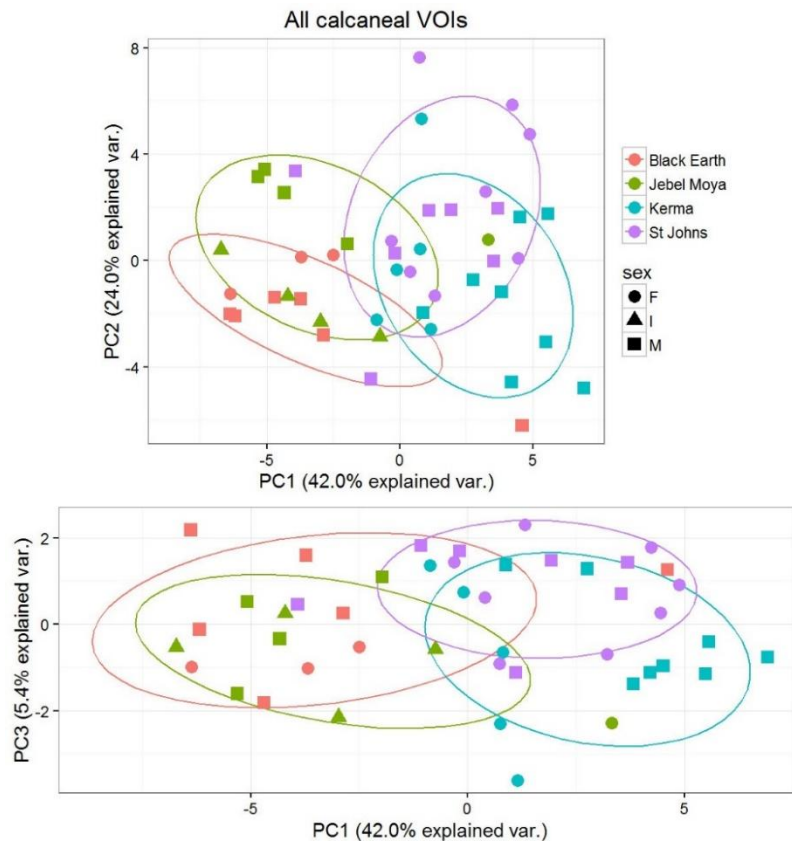 All calcaneal VOIs
8
4
0
-4
PC2 (24.0% explained var.)
-5
0
5
PC1 (42.0% explained var.)
Black Earth
Jebel Moya
Kerma
St Johns
sex
F
I
M
2
0
-2
PC3 (5.4% explained var.)
-5
0
5
PC1 (42.0% explained var.)